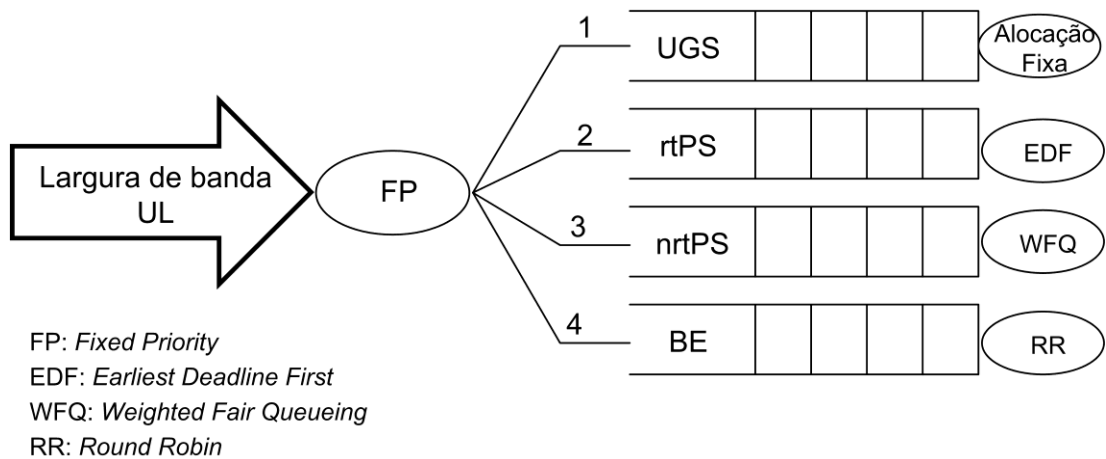 Largura de banda
UL
FP
1
UGS
Alocação
Fixa
2
rtPS
EDF
3
nrtPS
WFQ
4
BE
RR
FP: Fixed Priority
EDF: Earliest Deadline First
WFQ: Weighted Fair Queueing
RR: Round Robin